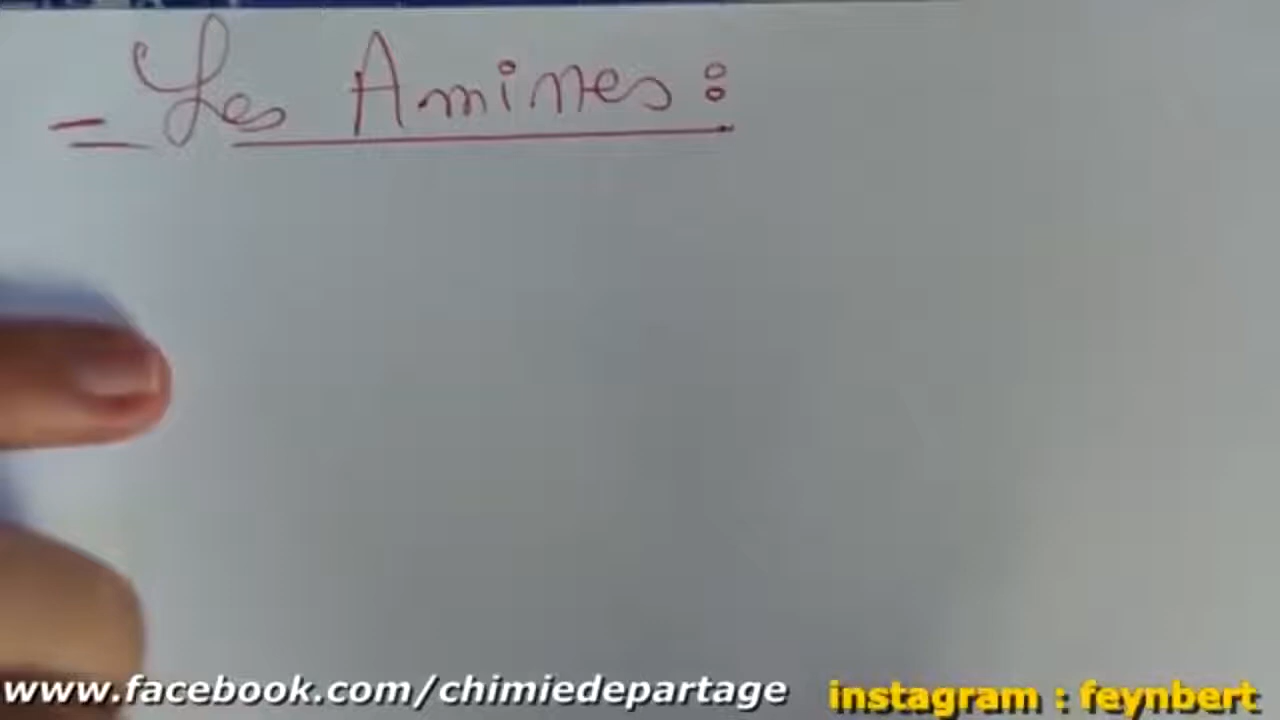 - Les Amines :
www.facebook.com/chimiedepartage
instagram : feynbert